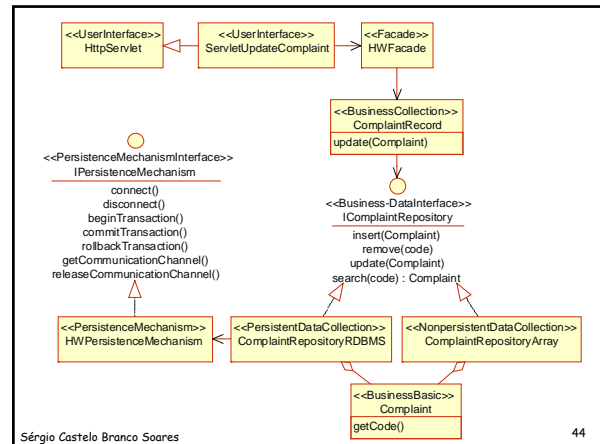 <<UserInterface>>
HttpServlet
<<UserInterface>>
ServletUpdateComplaint
<<Facade>>
HWFacade
<<BusinessCollection>>
ComplaintRecord
update(Complaint)
<<PersistenceMechanismInterface>>
IPersistenceMechanism
connect()
disconnect()
beginTransaction()
commitTransaction()
rollbackTransaction()
getCommunicationChannel()
releaseCommunicationChannel()
<<Business-DataInterface>>
IComplaintRepository
insert(Complaint)
remove(code)
update(Complaint)
search(code) : Complaint
<<PersistenceMechanism>>
HWPersistenceMechanism
<<PersistentDataCollection>>
ComplaintRepositoryRDBMS
<<NonpersistentDataCollection>>
ComplaintRepositoryArray
<<BusinessBasic>>
Complaint
getCode()
Sérgio Castelo Branco Soares
44